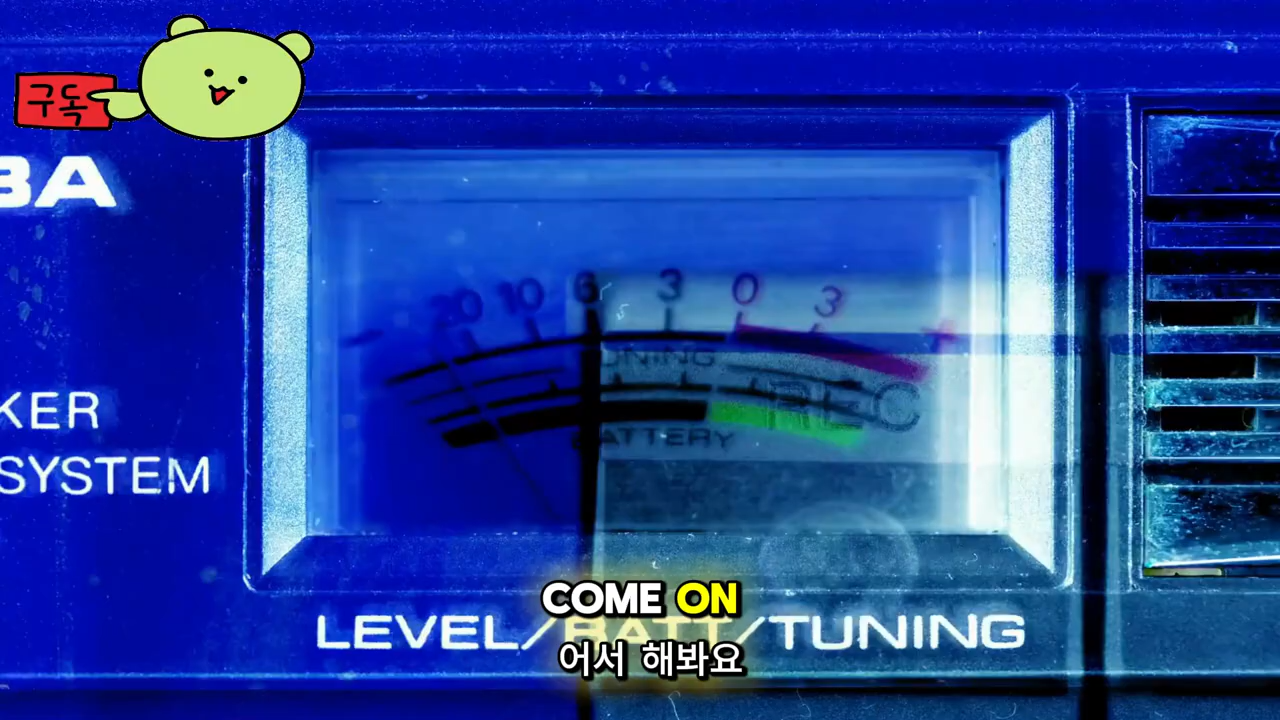 구독
BA
20 10 6 3 0 3
- +
TUNING
REC
BATTERY
KER
SYSTEM
COME ON
LEVEL/BATT/TUNING
어서 해봐요